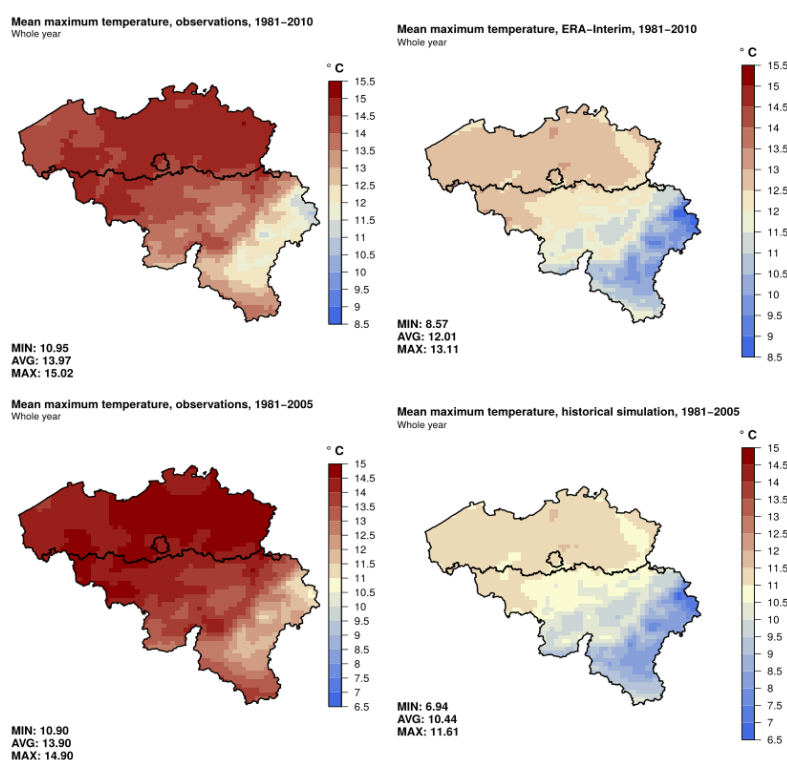 Mean maximum temperature, observations, 1981−2010
Whole year
° C
15.5
15
14.5
14
13.5
13
12.5
12
11.5
11
10.5
10
9.5
9
8.5
MIN: 10.95
AVG: 13.97
MAX: 15.02
Mean maximum temperature, ERA−Interim, 1981−2010
Whole year
° C
15.5
15
14.5
14
13.5
13
12.5
12
11.5
11
10.5
10
9.5
9
8.5
MIN: 8.57
AVG: 12.01
MAX: 13.11
Mean maximum temperature, observations, 1981−2005
Whole year
° C
15
14.5
14
13.5
13
12.5
12
11.5
11
10.5
10
9.5
9
8.5
8
7.5
7
6.5
MIN: 10.90
AVG: 13.90
MAX: 14.90
Mean maximum temperature, historical simulation, 1981−2005
Whole year
° C
15
14.5
14
13.5
13
12.5
12
11.5
11
10.5
10
9.5
9
8.5
8
7.5
7
6.5
MIN: 6.94
AVG: 10.44
MAX: 11.61